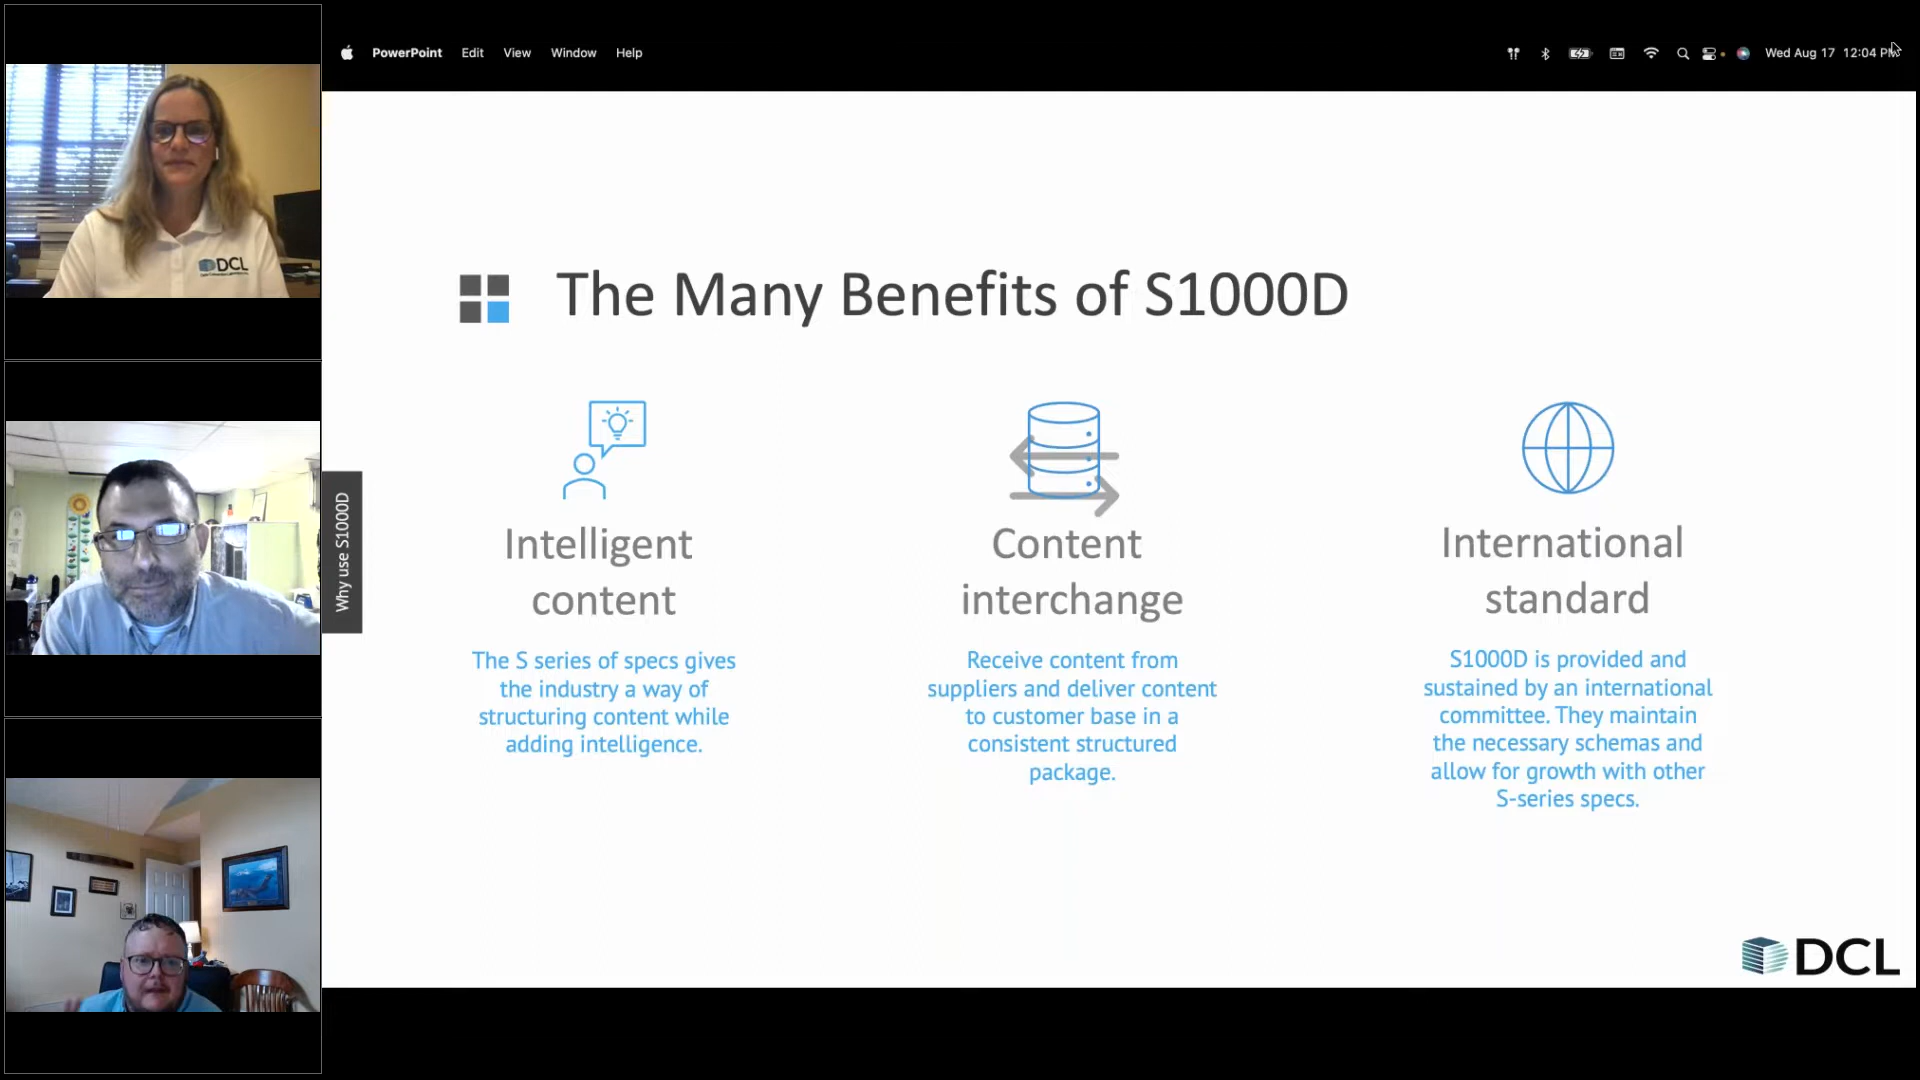 PowerPoint Edit View Window Help
Wed Aug 17 12:04 PM
DCL
Why use S1000D
The Many Benefits of S1000D
Intelligent
content
The S series of specs gives
the industry a way of
structuring content while
adding intelligence.
Content
interchange
Receive content from
suppliers and deliver content
to customer base in a
consistent structured
package.
International
standard
S1000D is provided and
sustained by an international
committee. They maintain
the necessary schemas and
allow for growth with other
S-series specs.
DCL